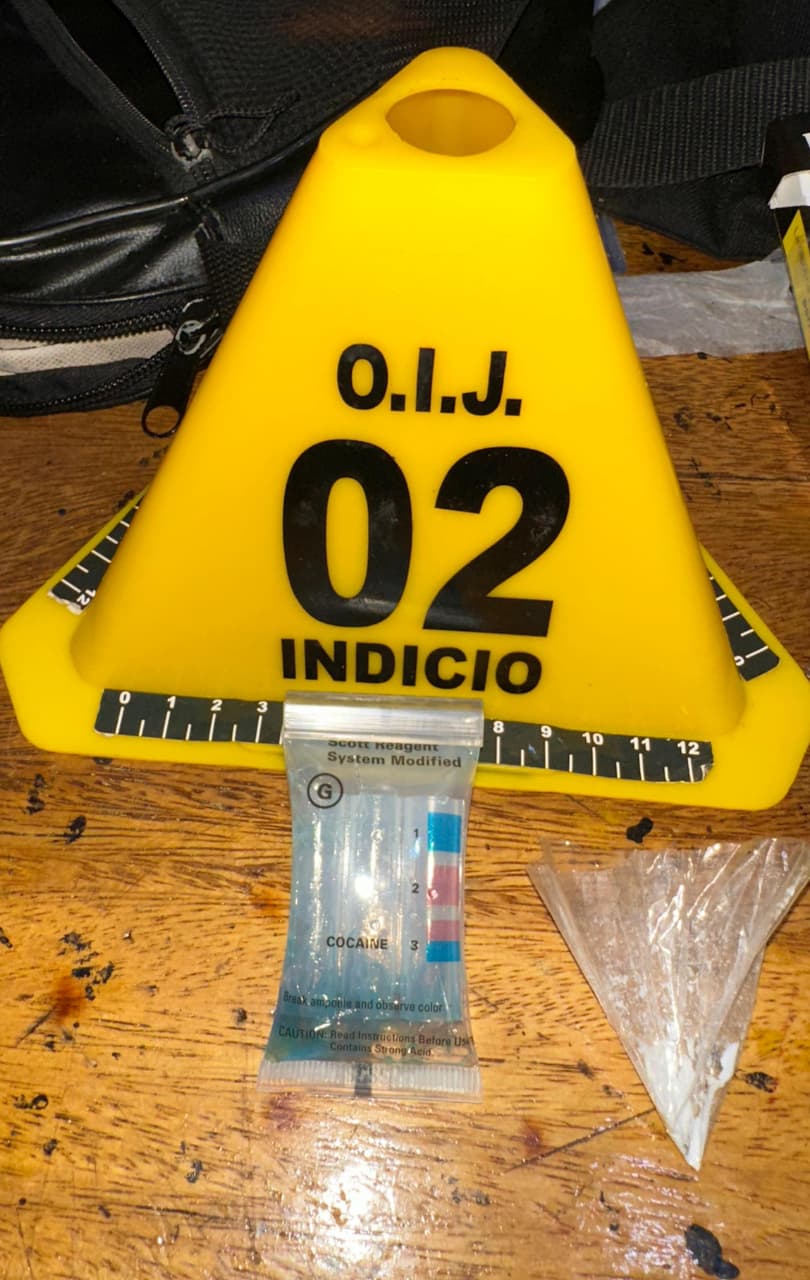 O.I.J.
02
INDICIO
0 1 2 3 8 9 10 11 12
Scott Reagent
System Modified
G
1
2
COCAINE 3
Break ampoule and observe color
CAUTION: Read Instructions Before Use
Contains Strong Acid
12